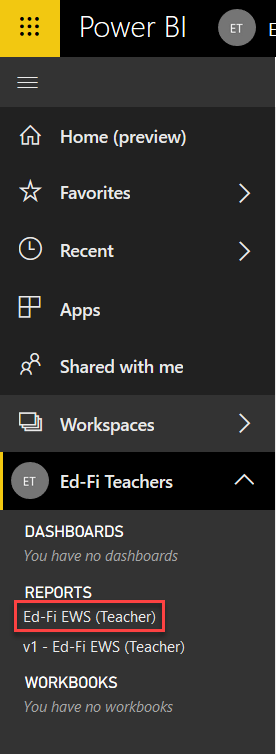 Power BI
ET
E
Home (preview)
Favorites
Recent
Apps
Shared with me
Workspaces
ET
Ed-Fi Teachers
DASHBOARDS
You have no dashboards
REPORTS
Ed-Fi EWS (Teacher)
v1 - Ed-Fi EWS (Teacher)
WORKBOOKS
You have no workbooks